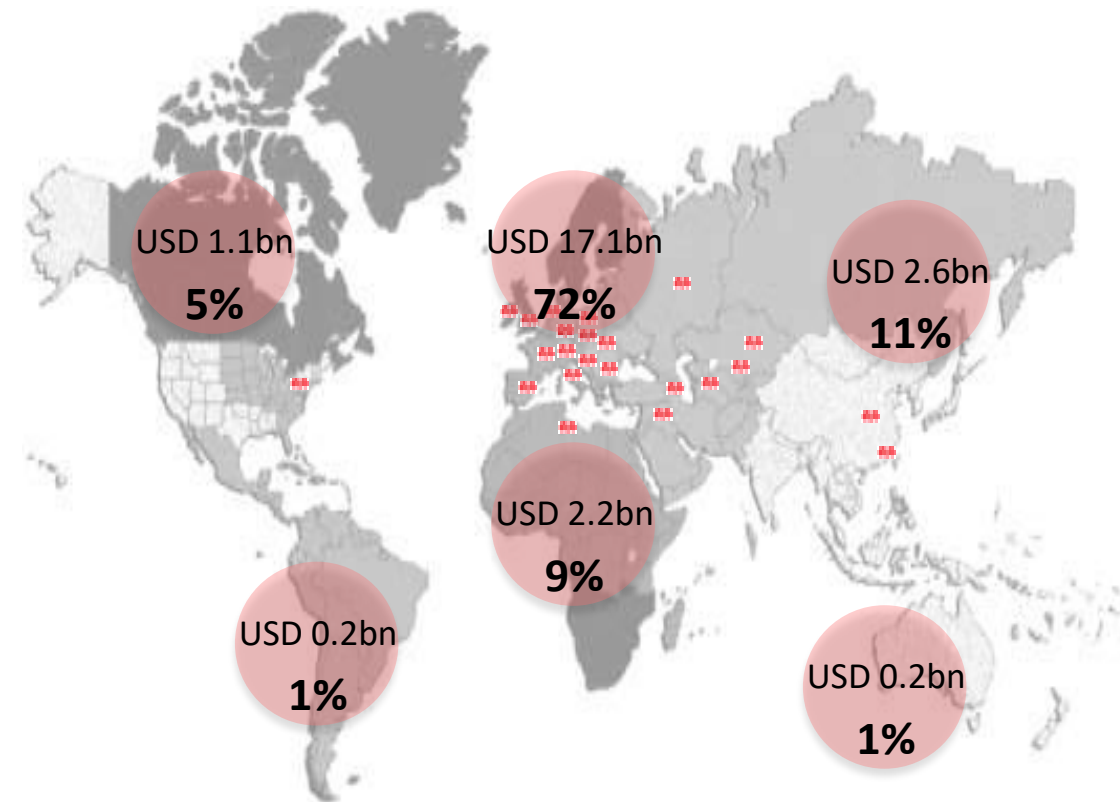 USD 1.1bn
5%
USD 17.1bn
72%
USD 2.6bn
11%
USD 2.2bn
9%
USD 0.2bn
1%
USD 0.2bn
1%